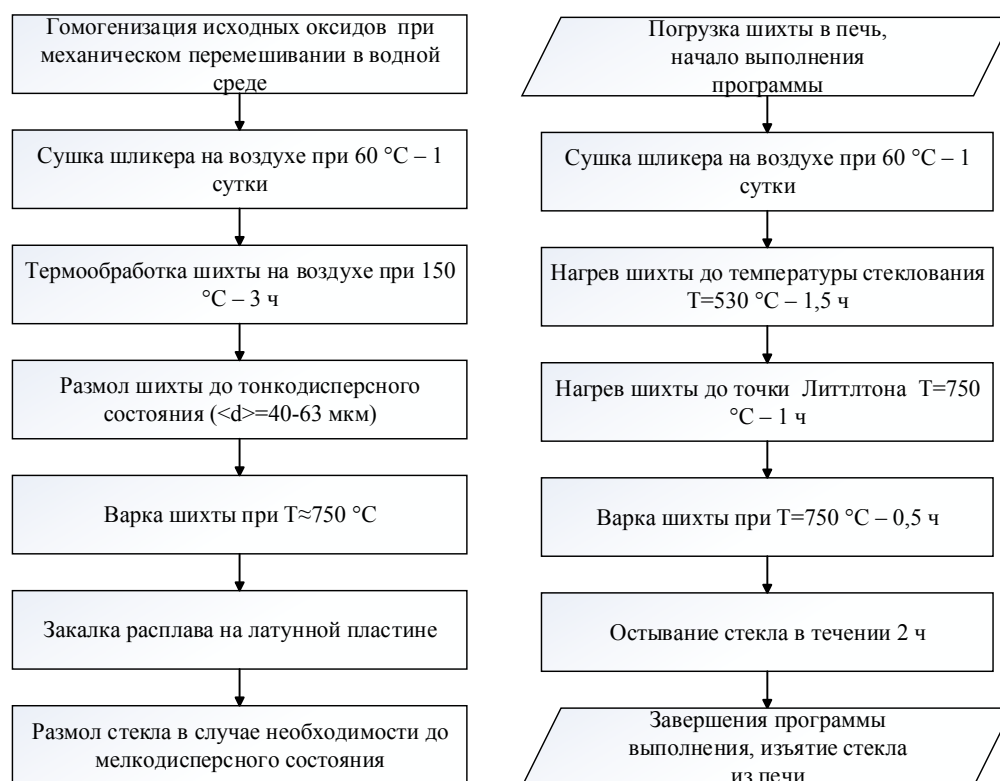 Гомогенизация исходных оксидов при
механическом перемешивании в водной
среде
Сушка шликера на воздухе при 60 °C – 1
сутки
Термообработка шихты на воздухе при 150
°C – 3 ч
Размол шихты до тонкодисперсного
состояния (<d>=40-63 мкм)
Варка шихты при T≈750 °C
Закалка расплава на латунной пластине
Размол стекла в случае необходимости до
мелкодисперсного состояния
Погрузка шихты в печь,
начало выполнения
программы
Сушка шликера на воздухе при 60 °C – 1
сутки
Нагрев шихты до температуры стеклования
T=530 °C – 1,5 ч
Нагрев шихты до точки Литтлтона T=750
°C – 1 ч
Варка шихты при T=750 °C – 0,5 ч
Остывание стекла в течении 2 ч
Завершения программы
выполнения, изъятие стекла
из печи